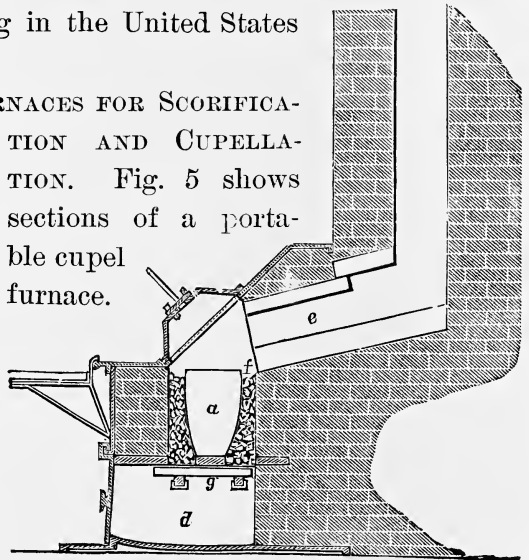 g in the United States
RNACES FOR SCORIFICA-
TION AND CUPELLA-
TION. Fig. 5 shows
sections of a porta-
ble cupel
furnace.
e
f
a
g
d